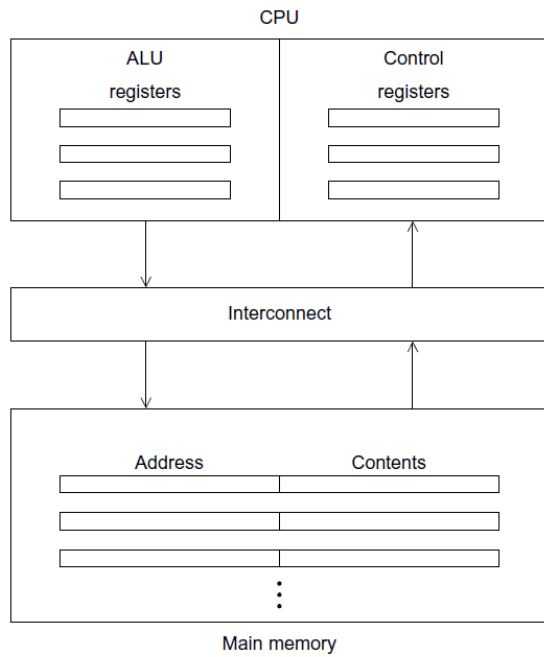 CPU
ALU
registers
Control
registers
Interconnect
Address
Contents
Main memory